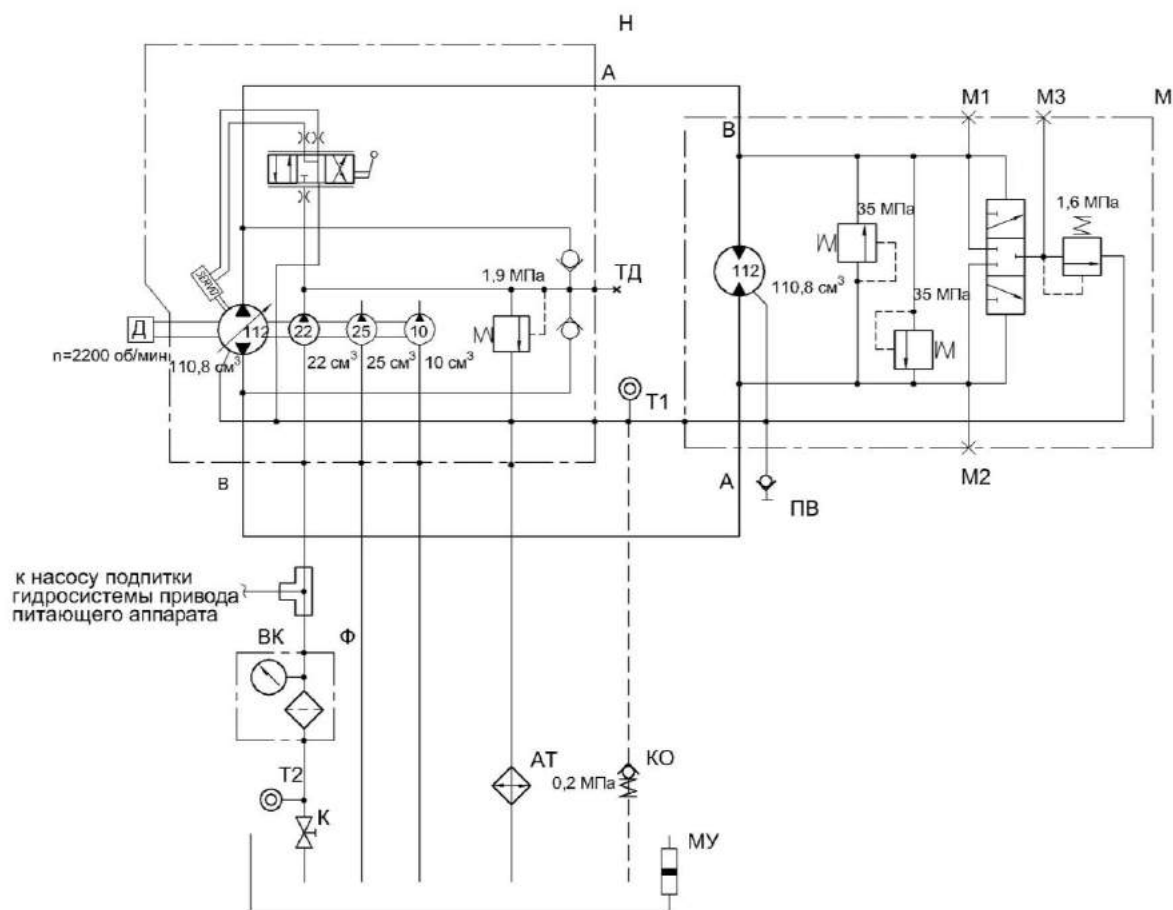 Н
А
М1
М3
М
В
35 МПа
1,6 МПа
1,9 МПа
ТД
112
110,8 см³
35 МПа
Д
112
22
25
10
n=2200 об/мин
110,8 см³
22 см³
25 см³
10 см³
Т1
в
А
М2
ПВ
к насосу подпитки
гидросистемы привода
питающего аппарата
ВК
Ф
АТ
КО
0,2 МПа
Т2
К
МУ